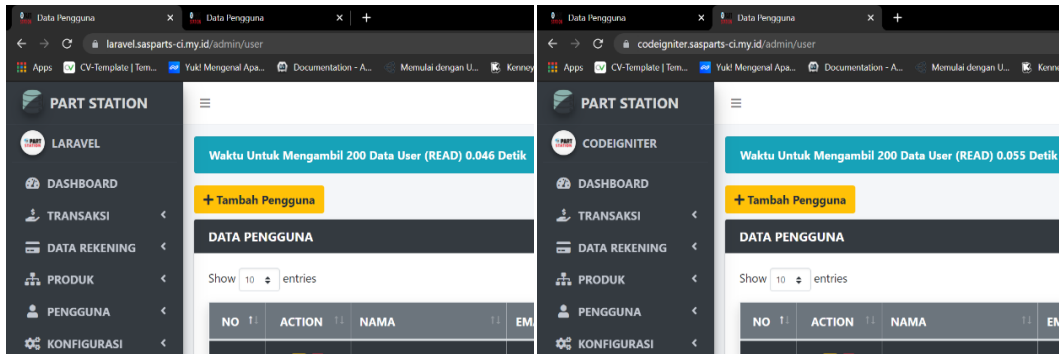 Data Pengguna
Data Pengguna
laravel.sasparts-ci.my.id/admin/user
Apps CV-Template | Tem... Yuk! Mengenal Apa... Documentation - A... Memulai dengan U... Kenney
PART STATION
LARAVEL
Waktu Untuk Mengambil 200 Data User (READ) 0.046 Detik
DASHBOARD
+ Tambah Pengguna
TRANSAKSI
DATA PENGGUNA
DATA REKENING
Show 10 entries
PRODUK
PENGGUNA
NO ACTION NAMA EM
KONFIGURASI
Data Pengguna
Data Pengguna
codeigniter.sasparts-ci.my.id/admin/user
Apps CV-Template | Tem... Yuk! Mengenal Apa... Documentation - A... Memulai dengan U... Kenn
PART STATION
CODEIGNITER
Waktu Untuk Mengambil 200 Data User (READ) 0.055 Detik
DASHBOARD
+ Tambah Pengguna
TRANSAKSI
DATA PENGGUNA
DATA REKENING
Show 10 entries
PRODUK
PENGGUNA
NO ACTION NAMA EM
KONFIGURASI